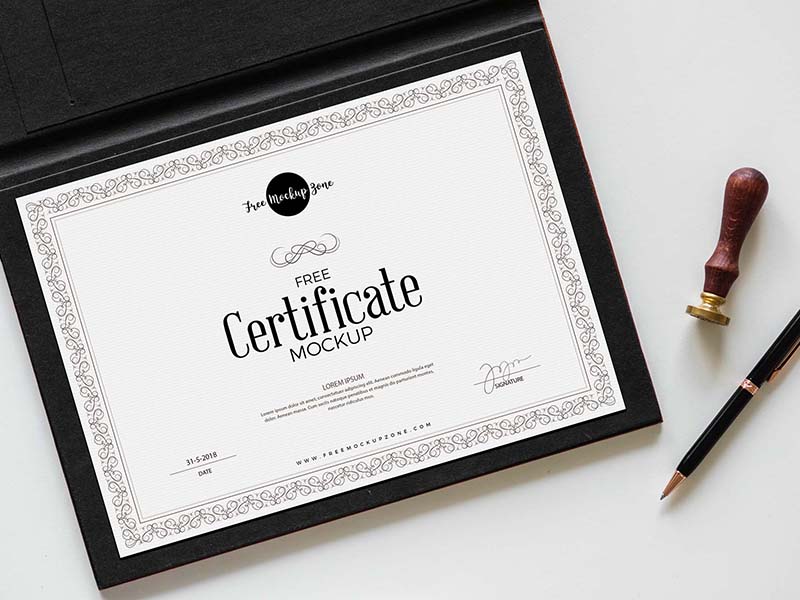 Free Mockup Zone
FREE
Certificate
MOCKUP
LOREM IPSUM
Lorem ipsum dolor sit amet, consectetuer adipiscing elit. Aenean commodo ligula eget
dolor. Aenean massa. Cum sociis natoque penatibus et magnis dis parturient montes,
nascetur ridiculus mus.
SIGNATURE
31-5-2018
DATE
WWW.FREEMOCKUPZONE.COM